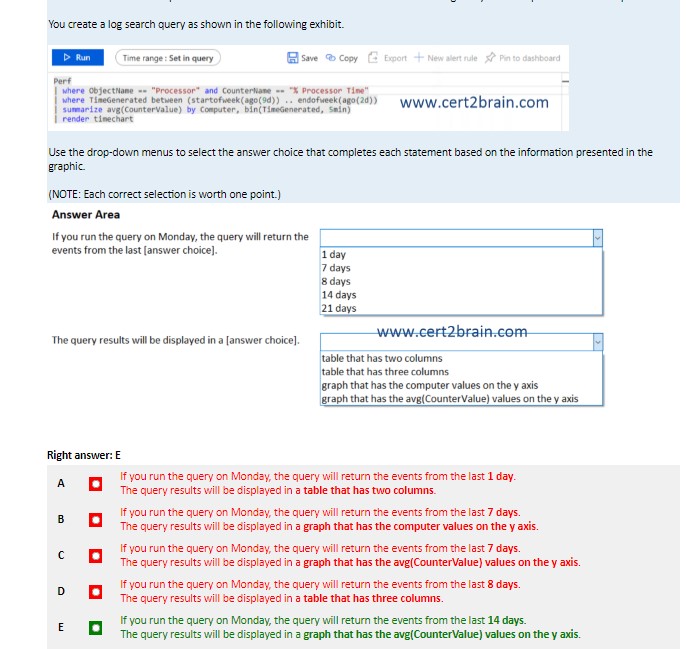 You create a log search query as shown in the following exhibit.
Run
Time range : Set in query
Save
Copy
Export
New alert rule
Pin to dashboard
Perf
| where ObjectName == "Processor" and CounterName == "% Processor Time"
| where TimeGenerated between (startofweek(ago(9d)) .. endofweek(ago(2d))
| summarize avg(CounterValue) by Computer, bin(TimeGenerated, 5min)
| render timechart
www.cert2brain.com
Use the drop-down menus to select the answer choice that completes each statement based on the information presented in the
graphic.
(NOTE: Each correct selection is worth one point.)
Answer Area
If you run the query on Monday, the query will return the
events from the last [answer choice].
1 day
7 days
8 days
14 days
21 days
www.cert2brain.com
The query results will be displayed in a [answer choice].
table that has two columns
table that has three columns
graph that has the computer values on the y axis
graph that has the avg(CounterValue) values on the y axis
Right answer: E
A
If you run the query on Monday, the query will return the events from the last 1 day.
The query results will be displayed in a table that has two columns.
B
If you run the query on Monday, the query will return the events from the last 7 days.
The query results will be displayed in a graph that has the computer values on the y axis.
C
If you run the query on Monday, the query will return the events from the last 7 days.
The query results will be displayed in a graph that has the avg(CounterValue) values on the y axis.
D
If you run the query on Monday, the query will return the events from the last 8 days.
The query results will be displayed in a table that has three columns.
E
If you run the query on Monday, the query will return the events from the last 14 days.
The query results will be displayed in a graph that has the avg(CounterValue) values on the y axis.